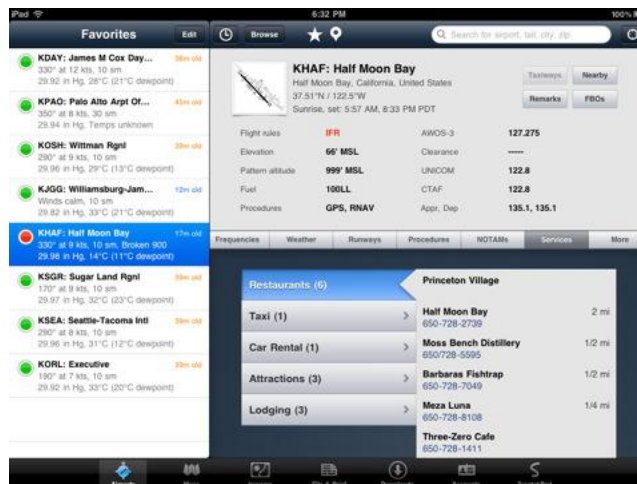 iPad
6:32 PM
100%
Favorites
Edit
Browse
Search for airport, tail, city, zip
KDAY: James M Cox Day...
36m old
330° at 12 kts, 10 sm
29.92 in Hg, 28°C (21°C dewpoint)
KPAO: Palo Alto Arpt Of...
45m old
350° at 8 kts, 30 sm
29.94 in Hg, Temps unknown
KOSH: Wittman Rgnl
39m old
290° at 9 kts, 10 sm
29.96 in Hg, 29°C (13°C dewpoint)
KJGG: Williamsburg-Jam...
12m old
Winds calm, 10 sm
29.82 in Hg, 33°C (21°C dewpoint)
KHAF: Half Moon Bay
17m old
330° at 9 kts, 10 sm, Broken 900
29.98 in Hg, 14°C (11°C dewpoint)
KSGR: Sugar Land Rgnl
39m old
170° at 9 kts, 10 sm
29.97 in Hg, 32°C (23°C dewpoint)
KSEA: Seattle-Tacoma Intl
39m old
290° at 8 kts, 10 sm
29.96 in Hg, 31°C (12°C dewpoint)
KORL: Executive
39m old
190° at 7 kts, 10 sm
29.92 in Hg, 33°C (20°C dewpoint)
KHAF: Half Moon Bay
Half Moon Bay, California, United States
37.51°N / 122.5°W
Sunrise, set: 5:57 AM, 8:33 PM PDT
Taxiways
Nearby
Remarks
FBOs
Flight rules IFR AWOS-3 127.275
Elevation 66' MSL Clearance -----
Pattern altitude 999' MSL UNICOM 122.8
Fuel 100LL CTAF 122.8
Procedures GPS, RNAV Appr, Dep 135.1, 135.1
Frequencies Weather Runways Procedures NOTAMs Services More
Restaurants (6)
Taxi (1)
Car Rental (1)
Attractions (3)
Lodging (3)
Princeton Village
Half Moon Bay 2 mi
650-728-2739
Moss Bench Distillery 1/2 mi
650/728-5595
Barbaras Fishtrap 1/2 mi
650-728-7049
Meza Luna 1/4 mi
650-728-8108
Three-Zero Cafe
650-728-1411
Airports